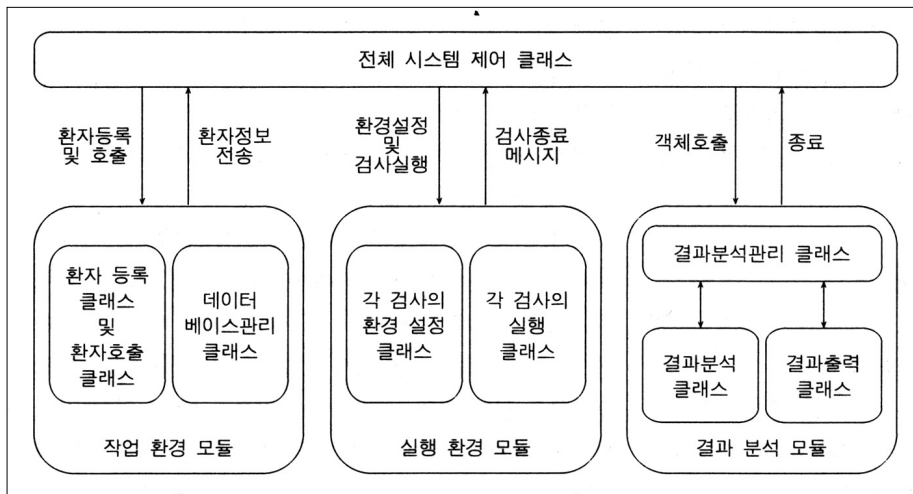 전체 시스템 제어 클래스
환자등록
및 호출
환자정보
전송
환경설정
및
검사실행
검사종료
메시지
객체호출
종료
환자 등록
클래스
및
환자호출
클래스
데이터
베이스관리
클래스
작업 환경 모듈
각 검사의
환경 설정
클래스
각 검사의
실행
클래스
실행 환경 모듈
결과분석관리 클래스
결과분석
클래스
결과출력
클래스
결과 분석 모듈